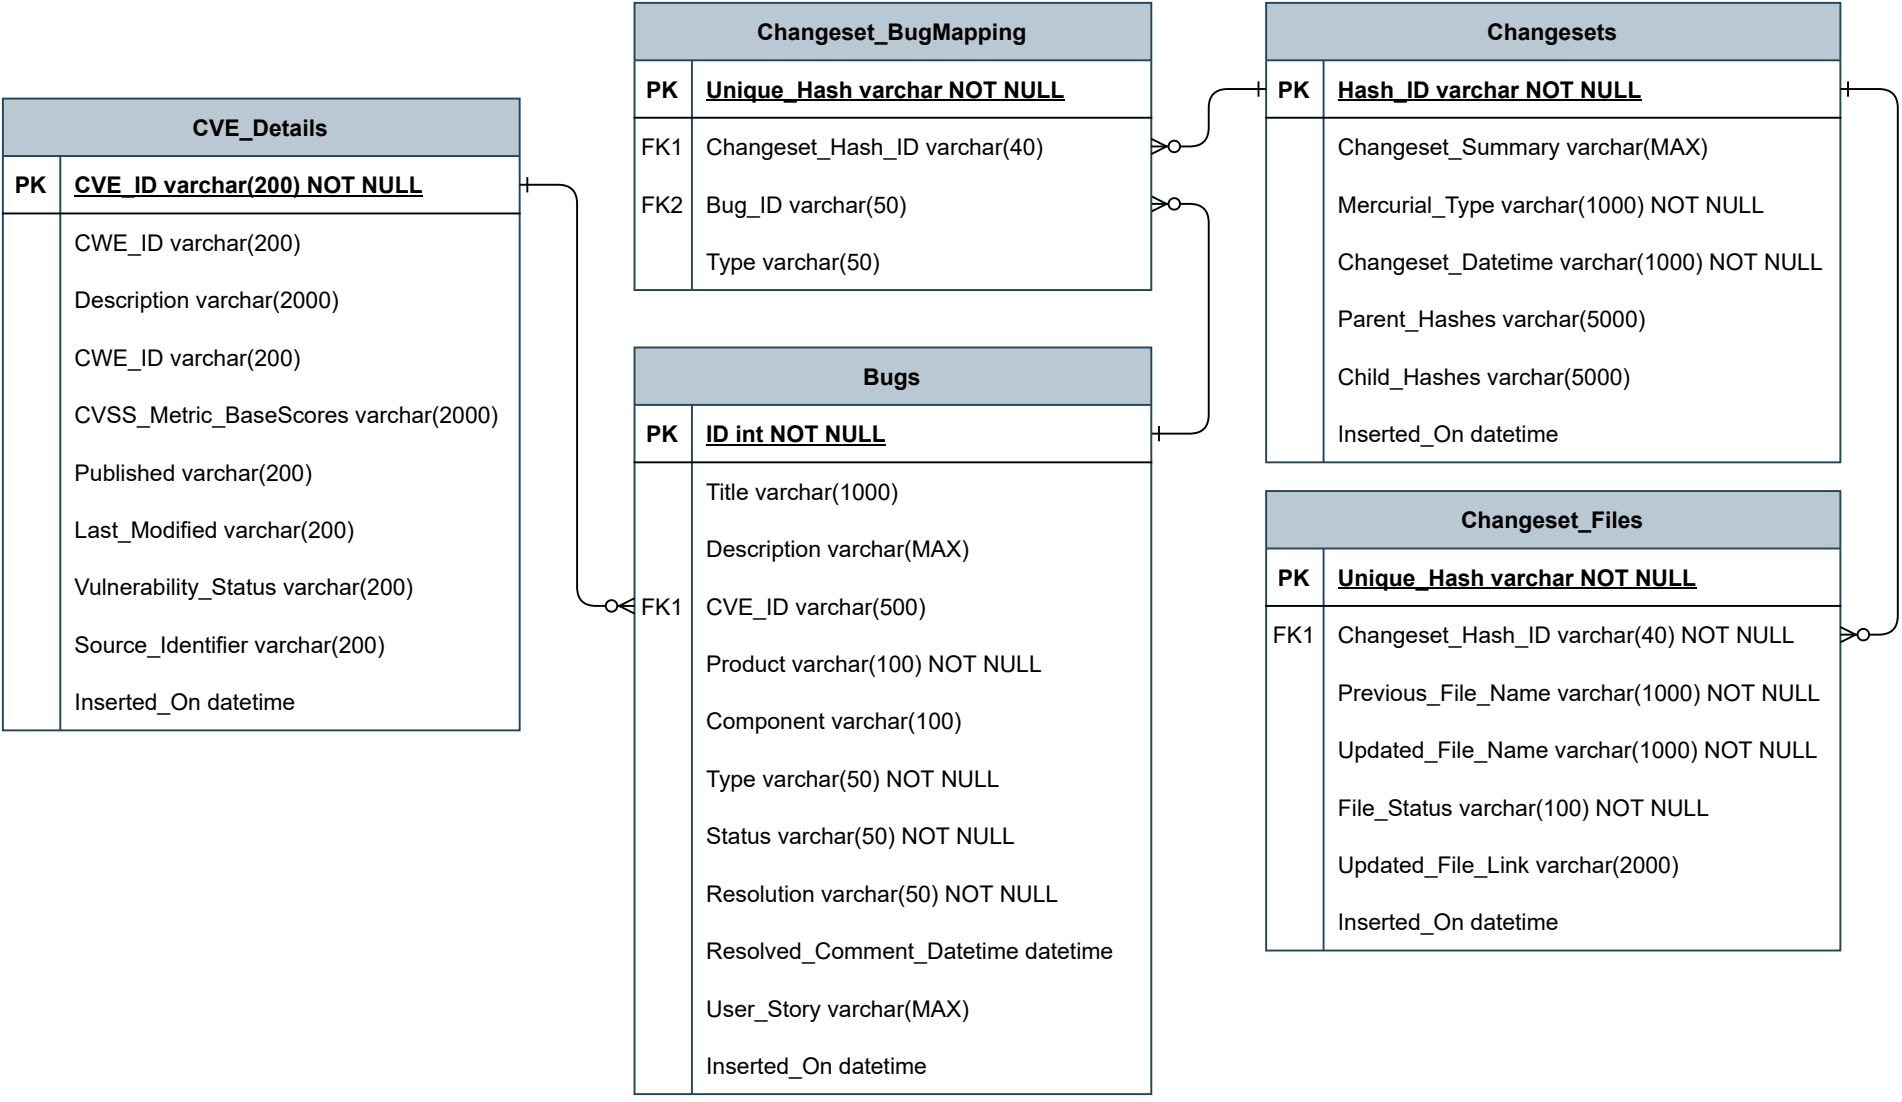 CVE_Details
PK CVE_ID varchar(200) NOT NULL
CWE_ID varchar(200)
Description varchar(2000)
CWE_ID varchar(200)
CVSS_Metric_BaseScores varchar(2000)
Published varchar(200)
Last_Modified varchar(200)
Vulnerability_Status varchar(200)
Source_Identifier varchar(200)
Inserted_On datetime
Changeset_BugMapping
PK Unique_Hash varchar NOT NULL
FK1 Changeset_Hash_ID varchar(40)
FK2 Bug_ID varchar(50)
Type varchar(50)
Bugs
PK ID int NOT NULL
Title varchar(1000)
Description varchar(MAX)
FK1 CVE_ID varchar(500)
Product varchar(100) NOT NULL
Component varchar(100)
Type varchar(50) NOT NULL
Status varchar(50) NOT NULL
Resolution varchar(50) NOT NULL
Resolved_Comment_Datetime datetime
User_Story varchar(MAX)
Inserted_On datetime
Changesets
PK Hash_ID varchar NOT NULL
Changeset_Summary varchar(MAX)
Mercurial_Type varchar(1000) NOT NULL
Changeset_Datetime varchar(1000) NOT NULL
Parent_Hashes varchar(5000)
Child_Hashes varchar(5000)
Inserted_On datetime
Changeset_Files
PK Unique_Hash varchar NOT NULL
FK1 Changeset_Hash_ID varchar(40) NOT NULL
Previous_File_Name varchar(1000) NOT NULL
Updated_File_Name varchar(1000) NOT NULL
File_Status varchar(100) NOT NULL
Updated_File_Link varchar(2000)
Inserted_On datetime